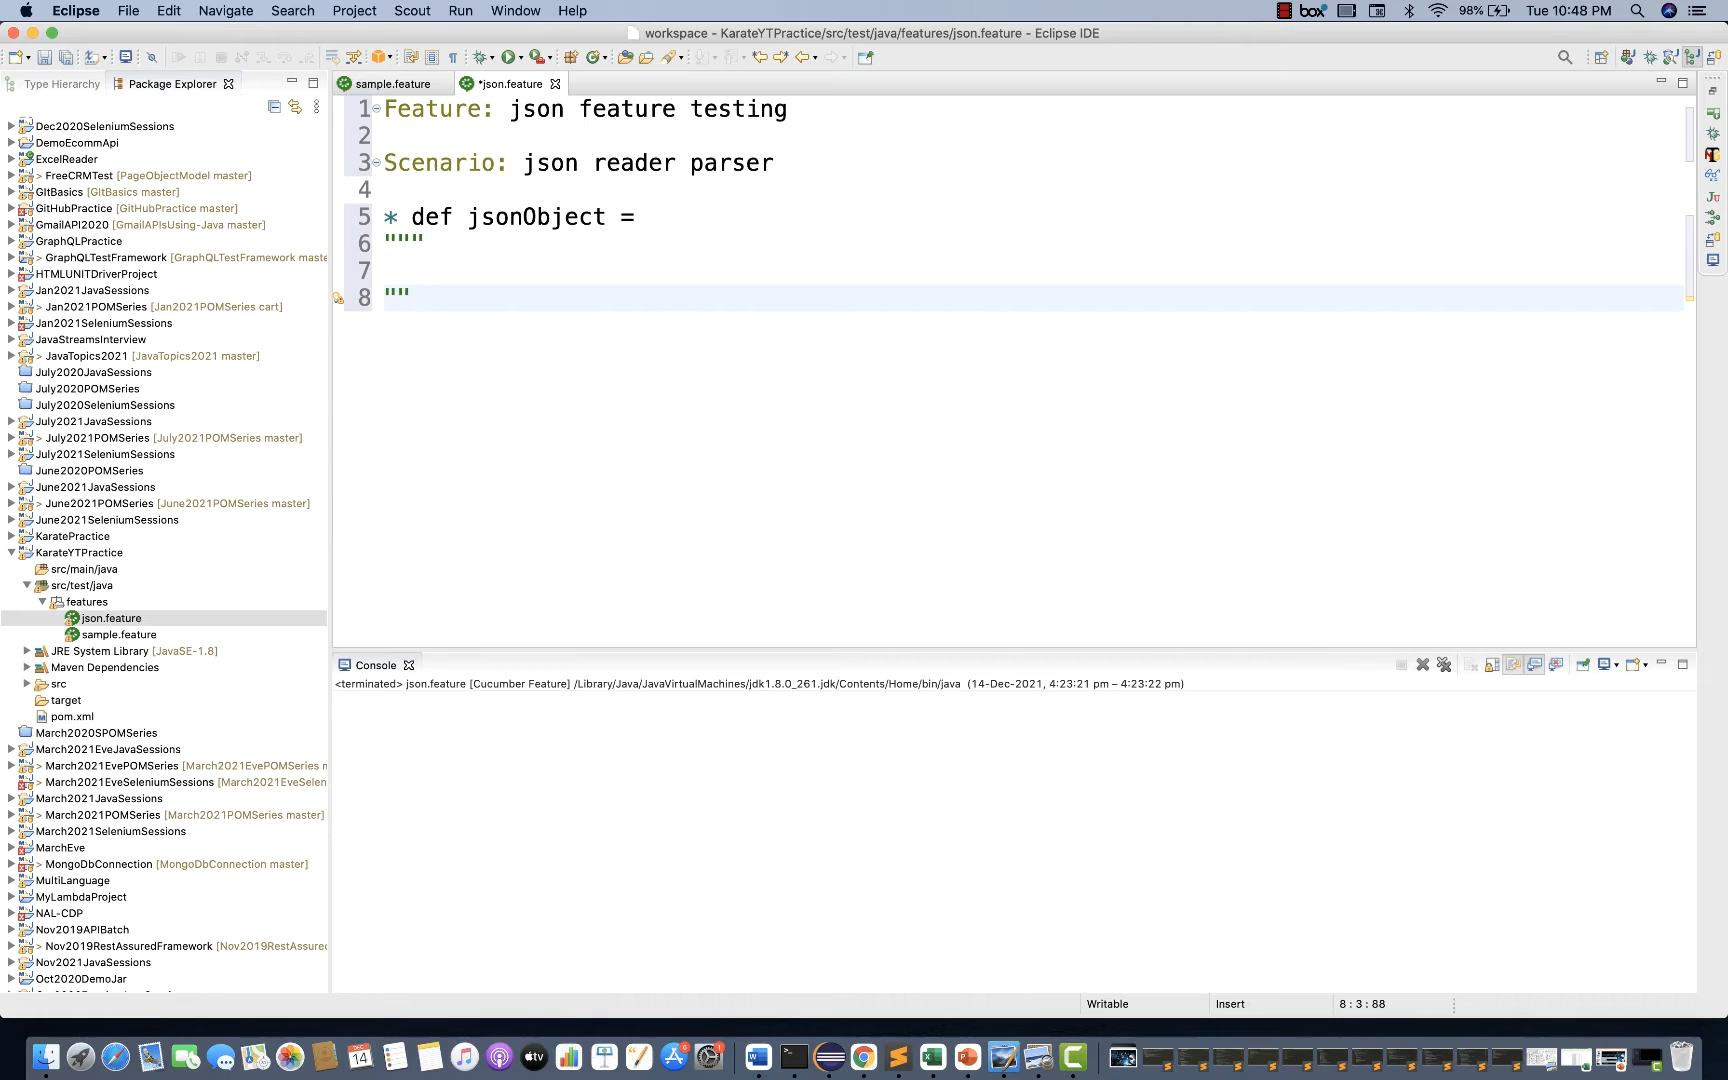 Eclipse File Edit Navigate Search Project Scout Run Window Help box 98% Tue 10:48 PM
workspace - KarateYTPractice/src/test/java/features/json.feature - Eclipse IDE
Type Hierarchy Package Explorer
sample.feature *json.feature
Dec2020SeleniumSessions
DemoEcommApi
ExcelReader
> FreeCRMTest [PageObjectModel master]
GItBasics [GItBasics master]
GitHubPractice [GitHubPractice master]
GmailAPI2020 [GmailAPIsUsing-Java master]
GraphQLPractice
> GraphQLTestFramework [GraphQLTestFramework maste
HTMLUNITDriverProject
Jan2021JavaSessions
> Jan2021POMSeries [Jan2021POMSeries cart]
Jan2021SeleniumSessions
JavaStreamsInterview
> JavaTopics2021 [JavaTopics2021 master]
July2020JavaSessions
July2020POMSeries
July2020SeleniumSessions
July2021JavaSessions
> July2021POMSeries [July2021POMSeries master]
July2021SeleniumSessions
June2020POMSeries
June2021JavaSessions
> June2021POMSeries [June2021POMSeries master]
June2021SeleniumSessions
KaratePractice
KarateYTPractice
src/main/java
src/test/java
features
json.feature
sample.feature
JRE System Library [JavaSE-1.8]
Maven Dependencies
src
target
pom.xml
March2020SPOMSeries
March2021EveJavaSessions
> March2021EvePOMSeries [March2021EvePOMSeries m
> March2021EveSeleniumSessions [March2021EveSelen
March2021JavaSessions
> March2021POMSeries [March2021POMSeries master]
March2021SeleniumSessions
MarchEve
> MongoDbConnection [MongoDbConnection master]
MultiLanguage
MyLambdaProject
NAL-CDP
Nov2019APIBatch
> Nov2019RestAssuredFramework [Nov2019RestAssured
Nov2021JavaSessions
Oct2020DemoJar
1 Feature: json feature testing
2
3 Scenario: json reader parser
4
5 * def jsonObject =
6 """
7
8 ""
Console
<terminated> json.feature [Cucumber Feature] /Library/Java/JavaVirtualMachines/jdk1.8.0_261.jdk/Contents/Home/bin/java (14-Dec-2021, 4:23:21 pm – 4:23:22 pm)
Writable Insert 8 : 3 : 88